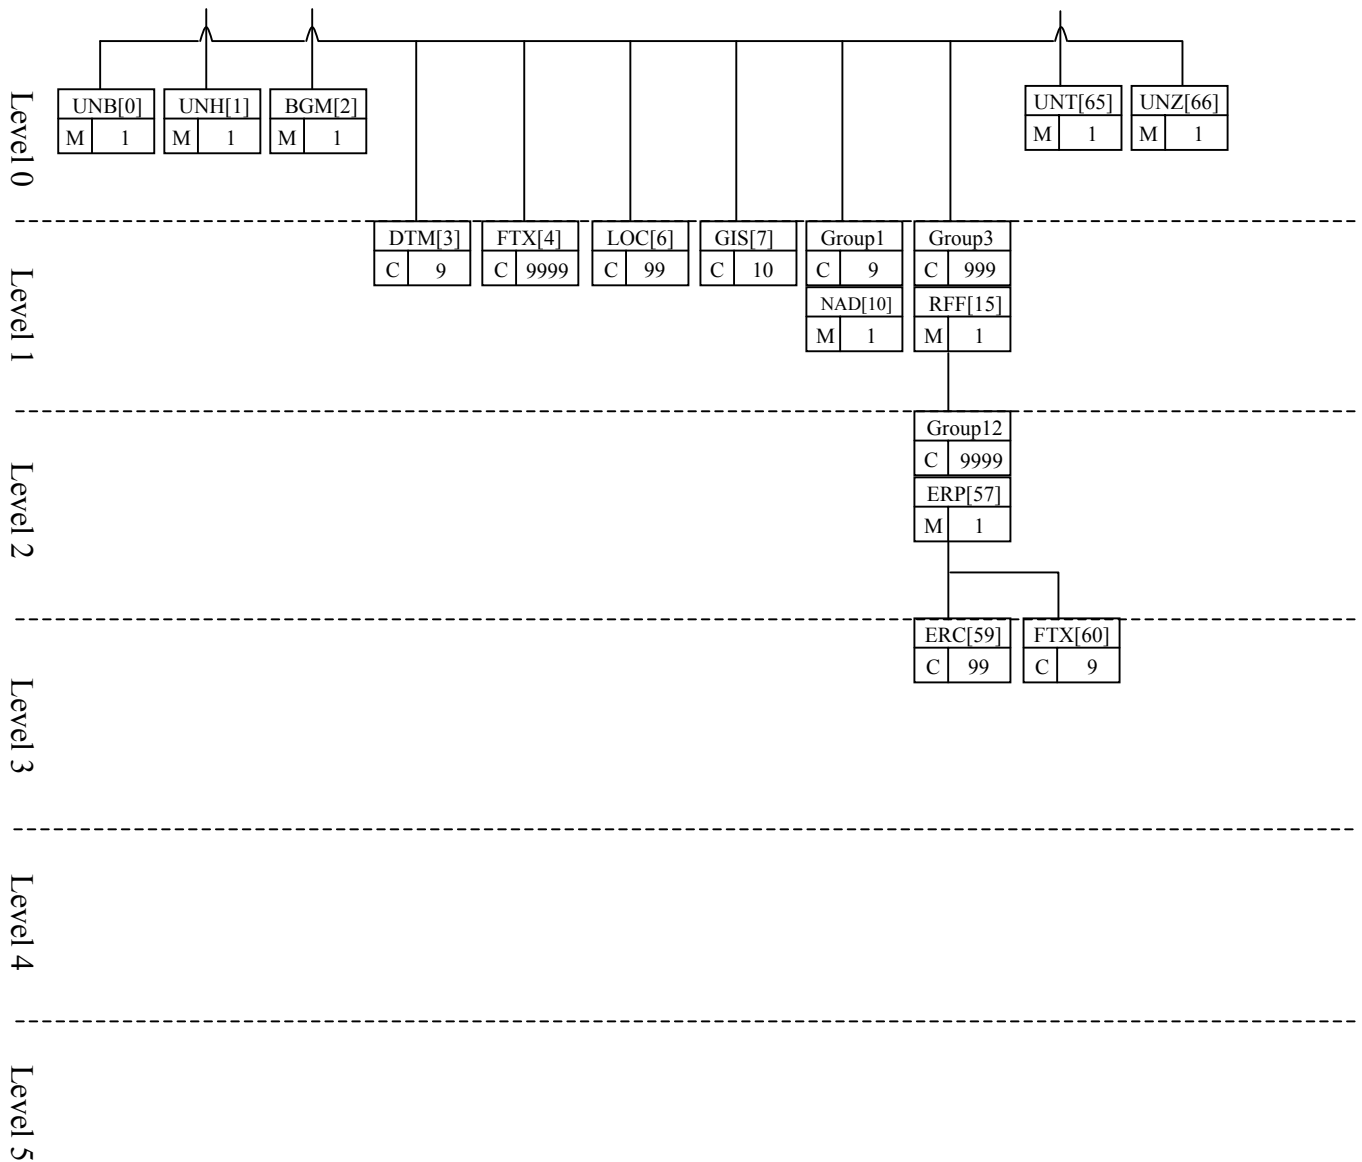 Level 0
UNB[0]
M 1
UNH[1]
M 1
BGM[2]
M 1
UNT[65]
M 1
UNZ[66]
M 1
Level 1
DTM[3]
C 9
FTX[4]
C 9999
LOC[6]
C 99
GIS[7]
C 10
Group1
C 9
NAD[10]
M 1
Group3
C 999
RFF[15]
M 1
Level 2
Group12
C 9999
ERP[57]
M 1
Level 3
ERC[59]
C 99
FTX[60]
C 9
Level 4
Level 5